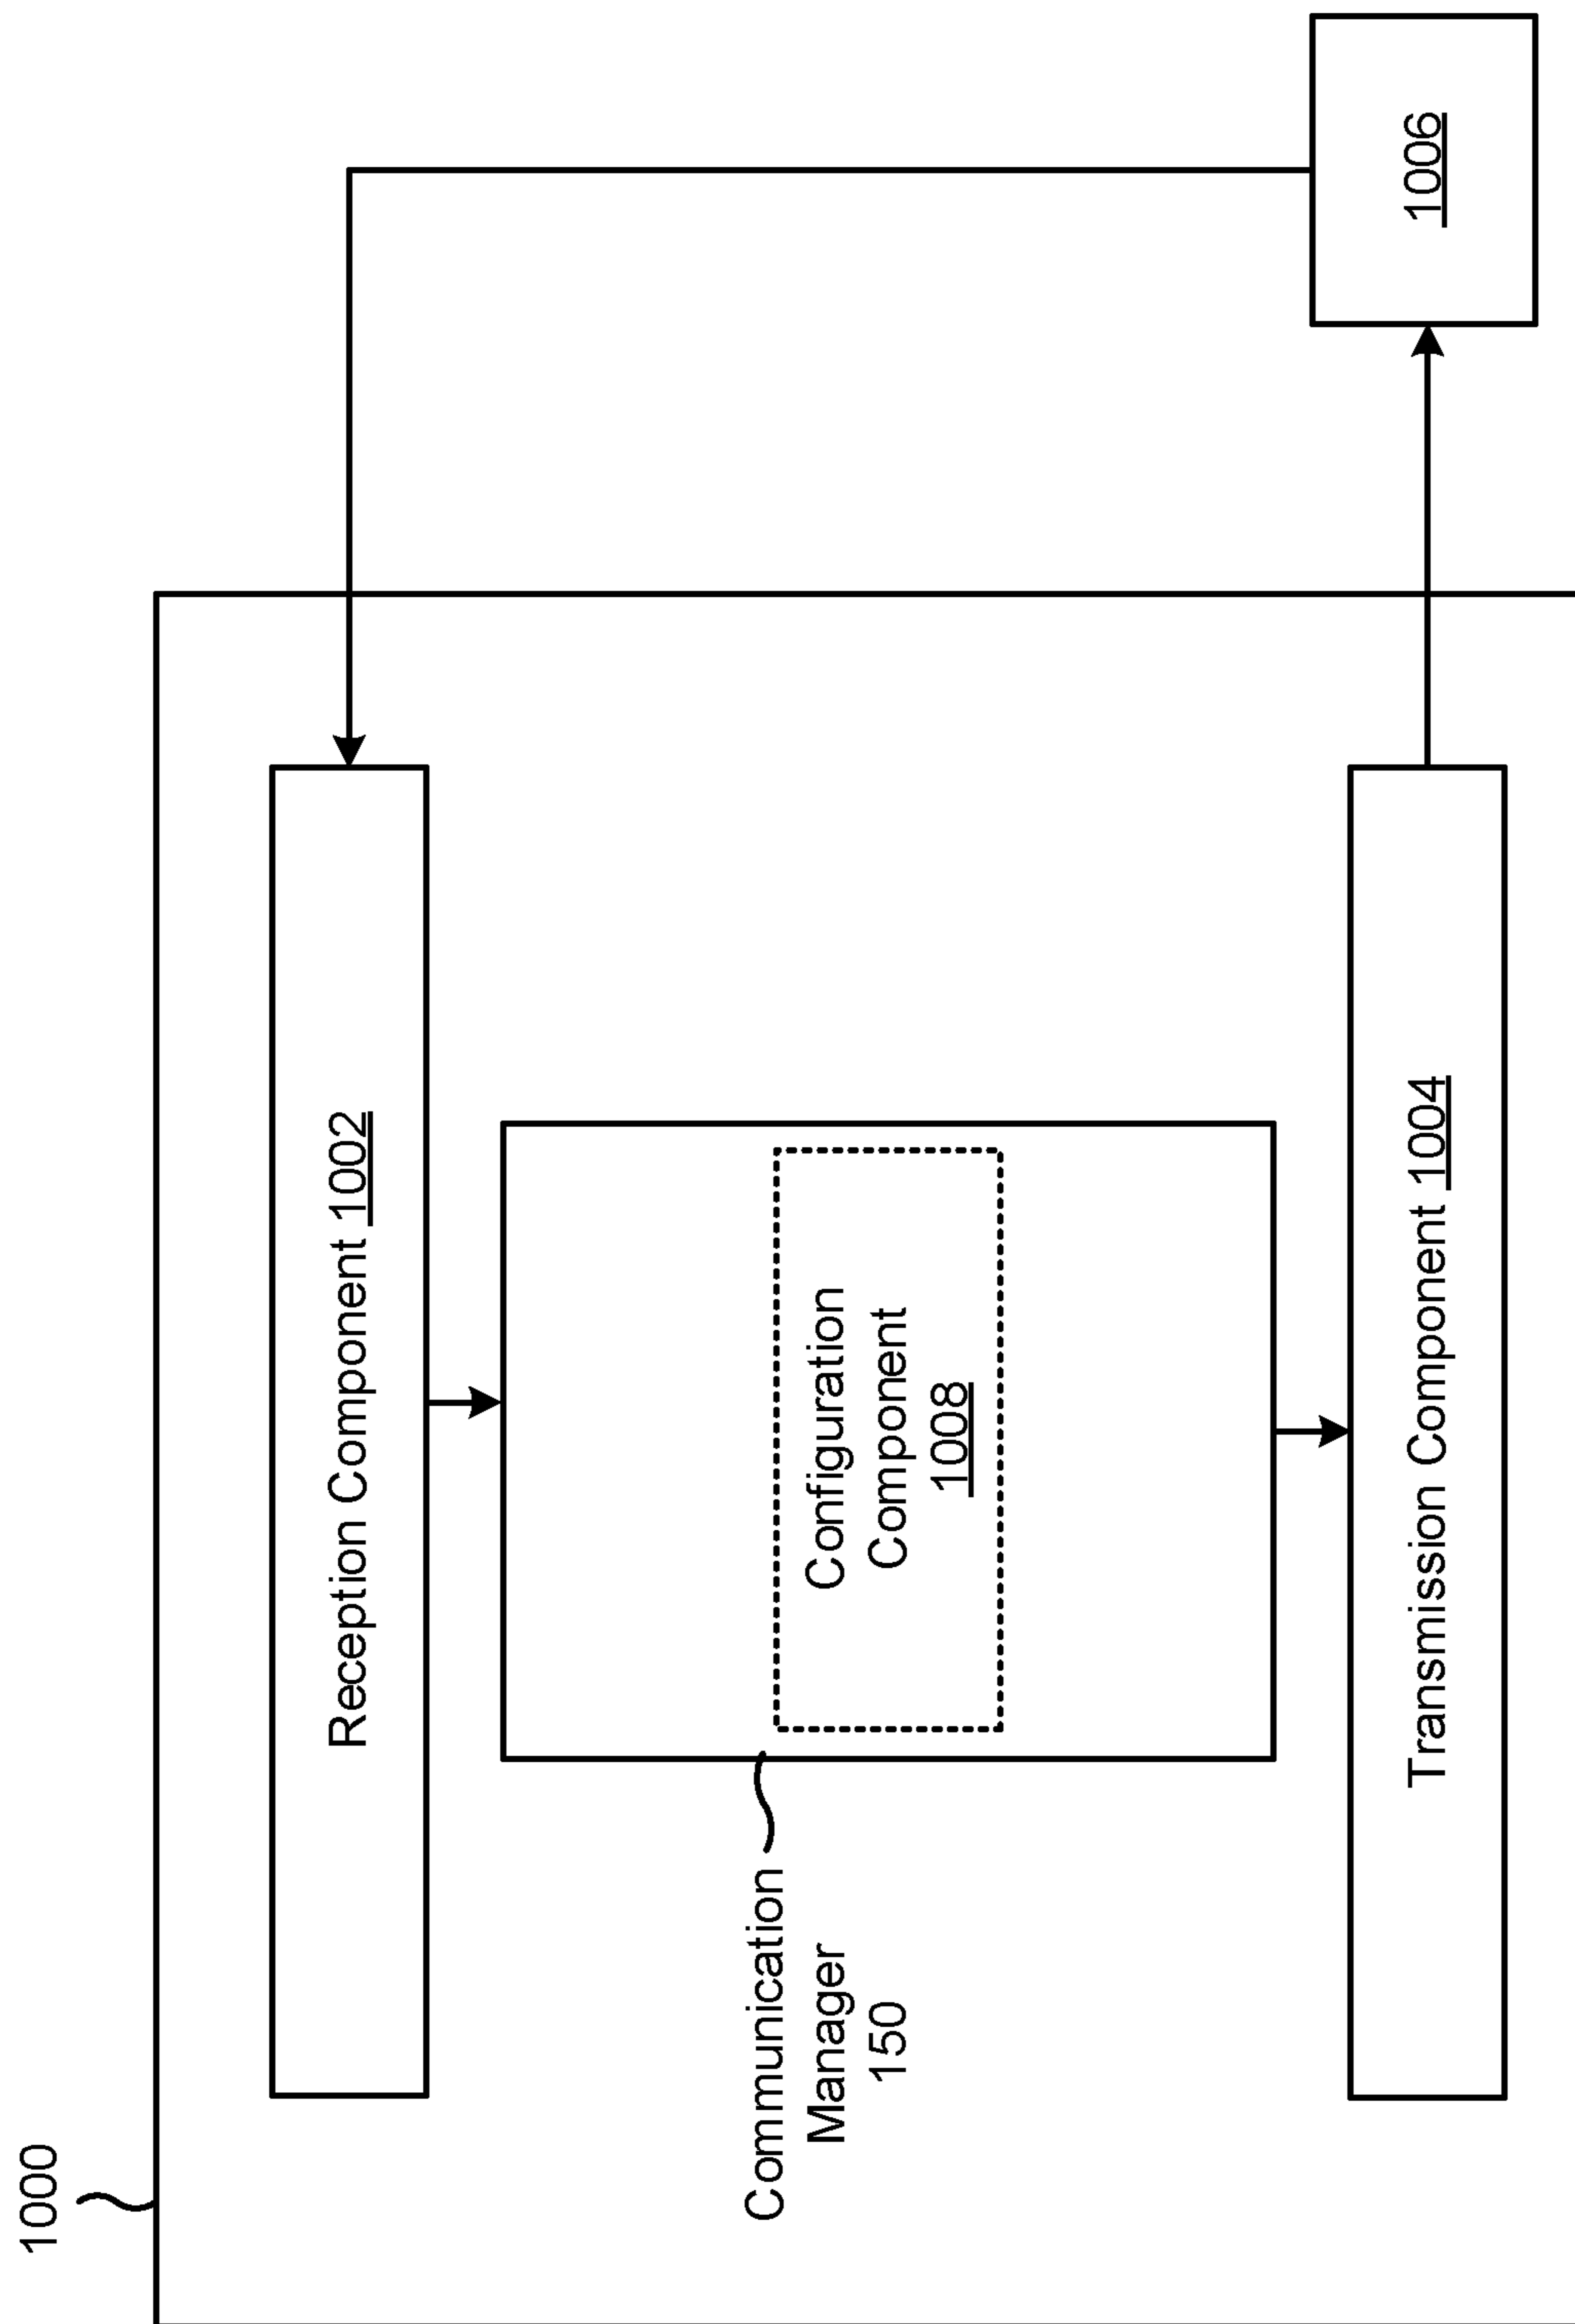 1000
Reception Component 1002
Communication
Manager
150
Configuration
Component
1008
Transmission Component 1004
1006